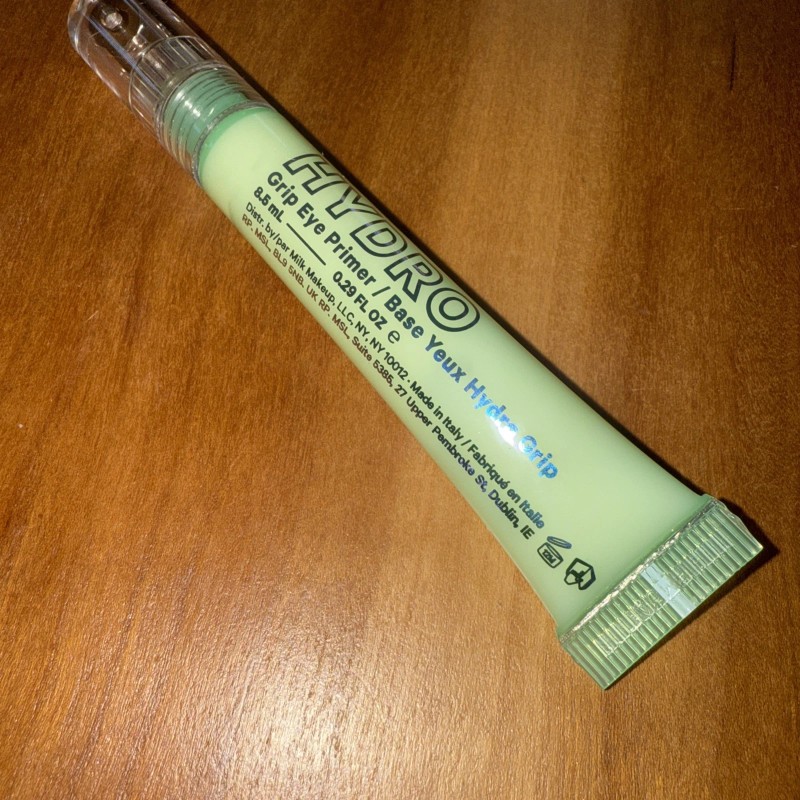 HYDRO
Grip Eye Primer / Base Yeux Hydro Grip
8.5 mL — 0.29 FL OZ ℮
Distr. by/par Milk Makeup, LLC, NY, NY 10012 · Made in Italy / Fabriqué en Italie
RP. MSL, BL9 5NB. UK RP. MSL, Suite 5385, 27 Upper Pembroke St, Dublin, IE
12M